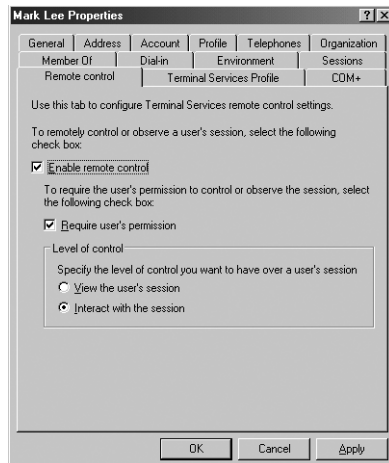 Mark Lee Properties
General Address Account Profile Telephones Organization
Member Of Dial-in Environment Sessions
Remote control Terminal Services Profile COM+
Use this tab to configure Terminal Services remote control settings.
To remotely control or observe a user's session, select the following
check box:
Enable remote control
To require the user's permission to control or observe the session, select
the following check box:
Require user's permission
Level of control
Specify the level of control you want to have over a user's session
View the user's session
Interact with the session
OK Cancel Apply